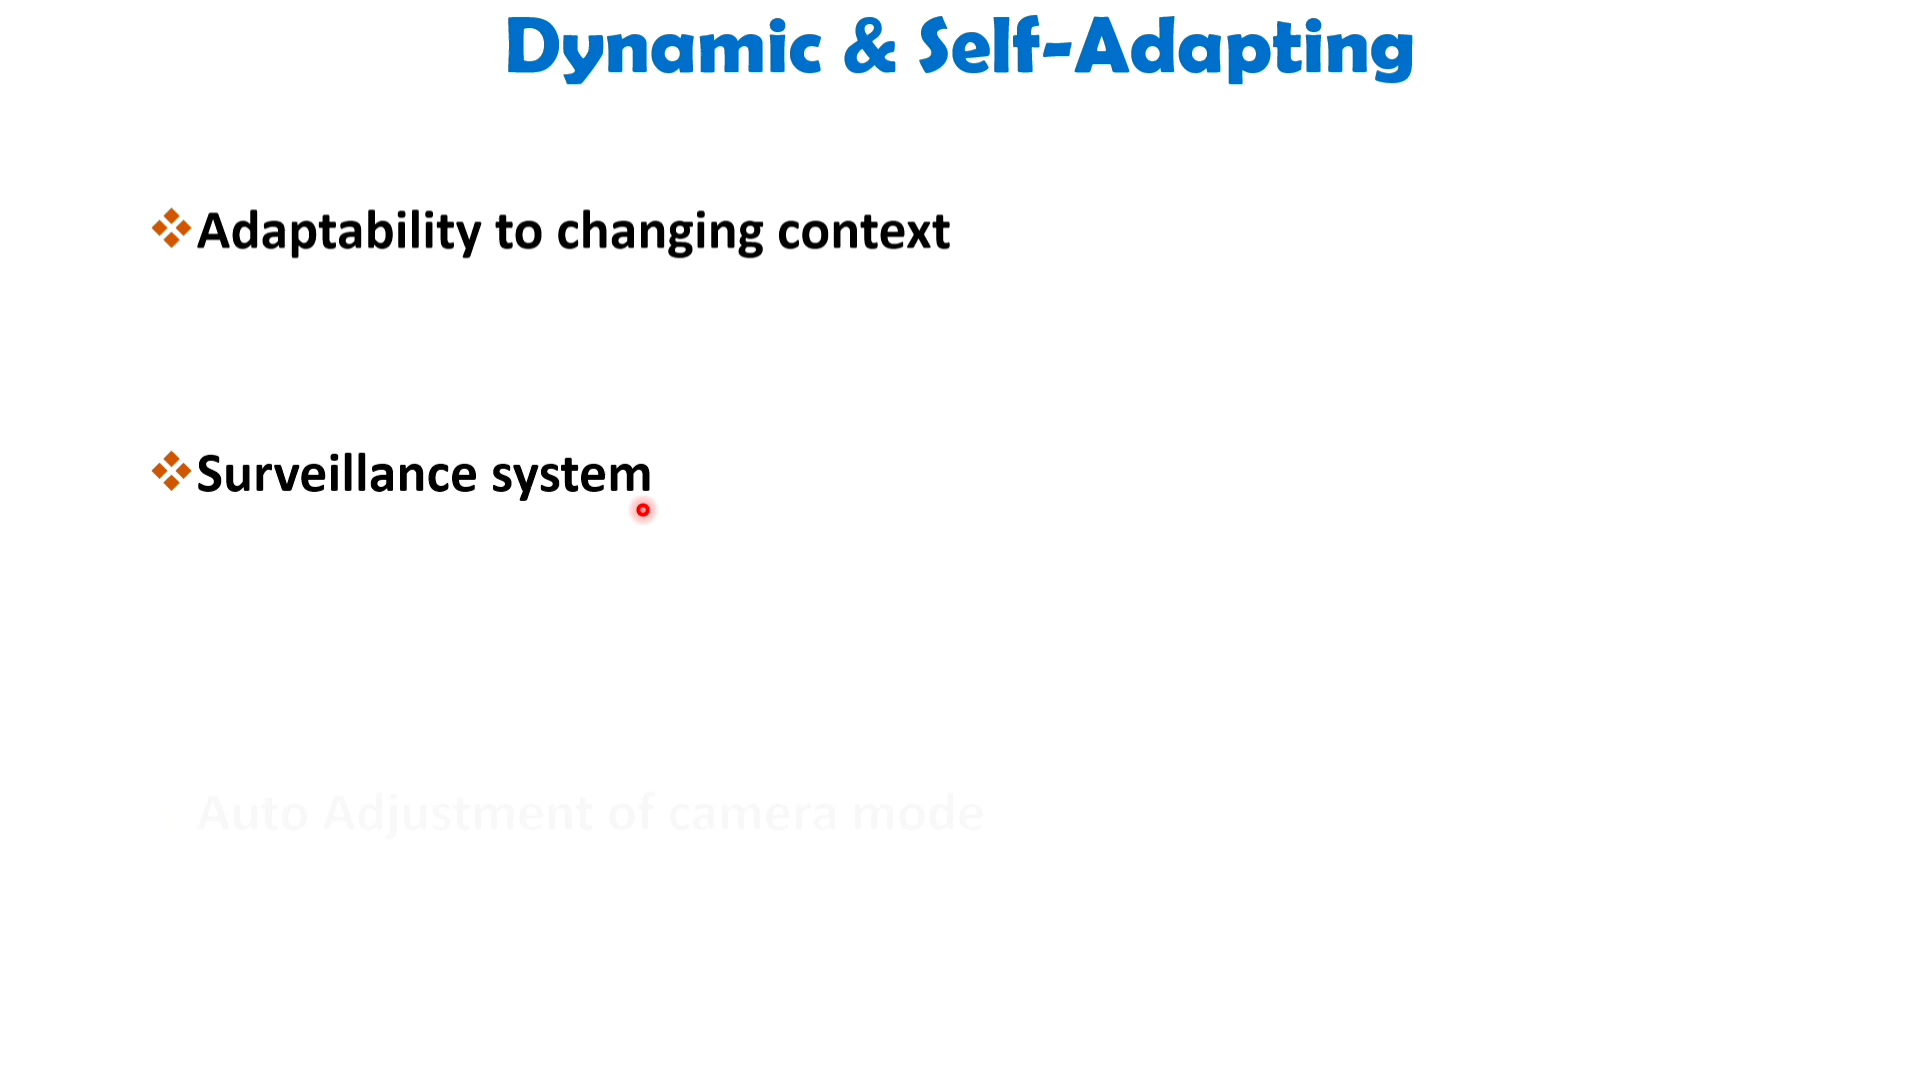 Dynamic & Self-Adapting
Adaptability to changing context
Surveillance system
Auto Adjustment of camera mode